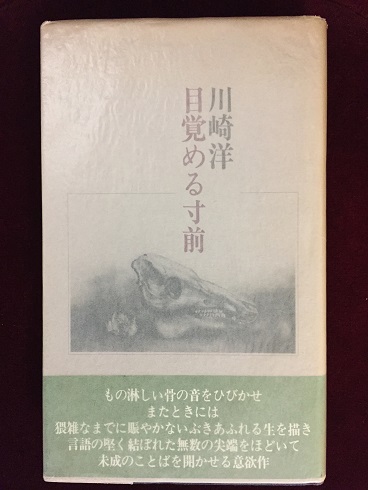 川崎洋
目覚める寸前
もの淋しい骨の音をひびかせ
またときには
猥雑なまでに賑やかないぶきあふれる生を描き
言語の堅く結ばれた無数の尖端をほどいて
未成のことばを開かせる意欲作